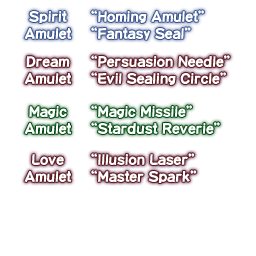 Spirit “Homing Amulet”
Amulet “Fantasy Seal”
Dream “Persuasion Needle”
Amulet “Evil Sealing Circle”
Magic “Magic Missile”
Amulet “Stardust Reverie”
Love “Illusion Laser”
Amulet “Master Spark”